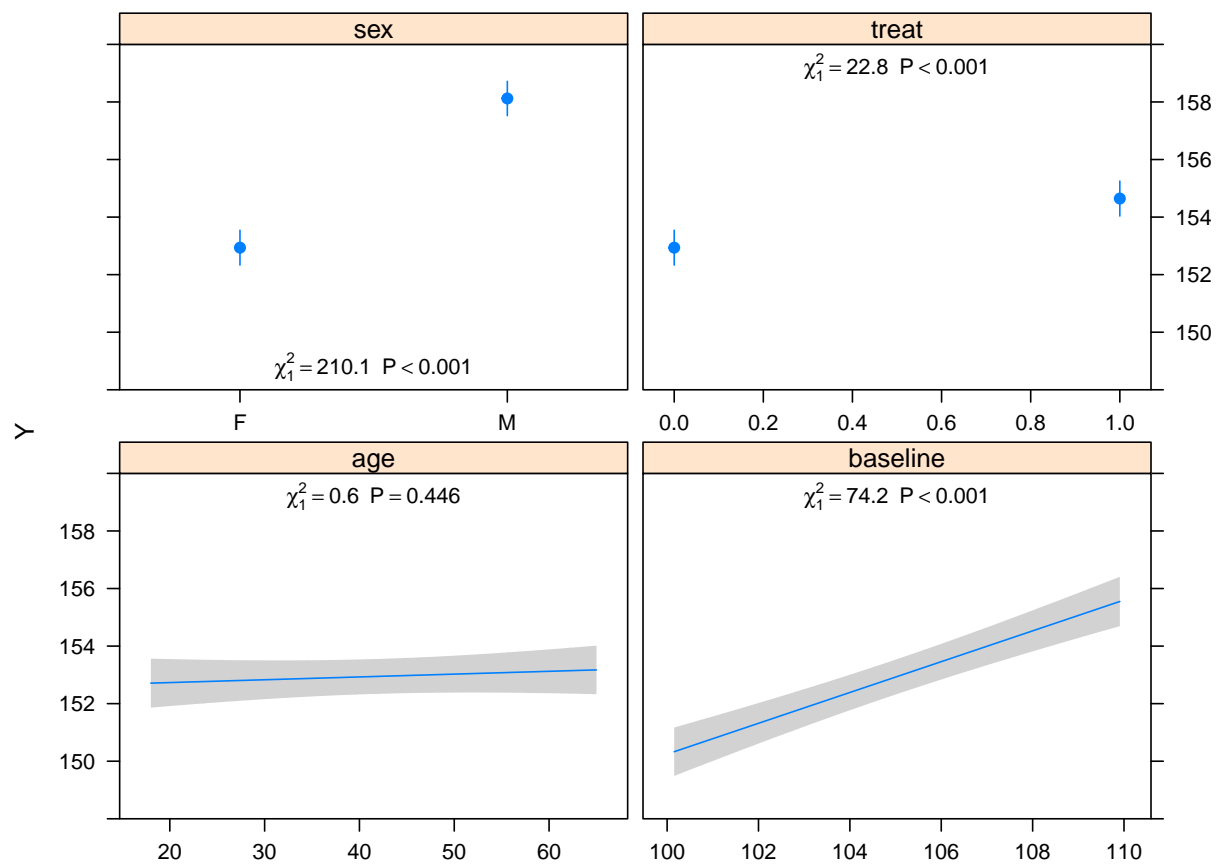 sex
treat
χ²₁ = 22.8 P < 0.001
158
156
154
152
150
χ²₁ = 210.1 P < 0.001
F M
0.0 0.2 0.4 0.6 0.8 1.0
Y
age
baseline
χ²₁ = 0.6 P = 0.446
χ²₁ = 74.2 P < 0.001
158
156
154
152
150
20 30 40 50 60
100 102 104 106 108 110